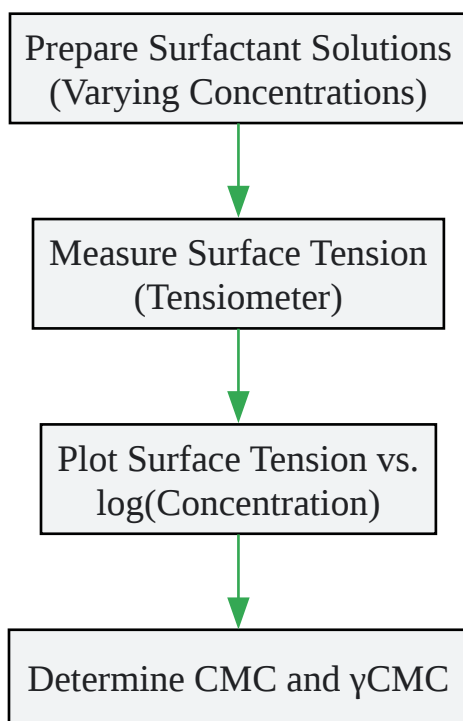 Prepare Surfactant Solutions
(Varying Concentrations)
Measure Surface Tension
(Tensiometer)
Plot Surface Tension vs.
log(Concentration)
Determine CMC and γCMC